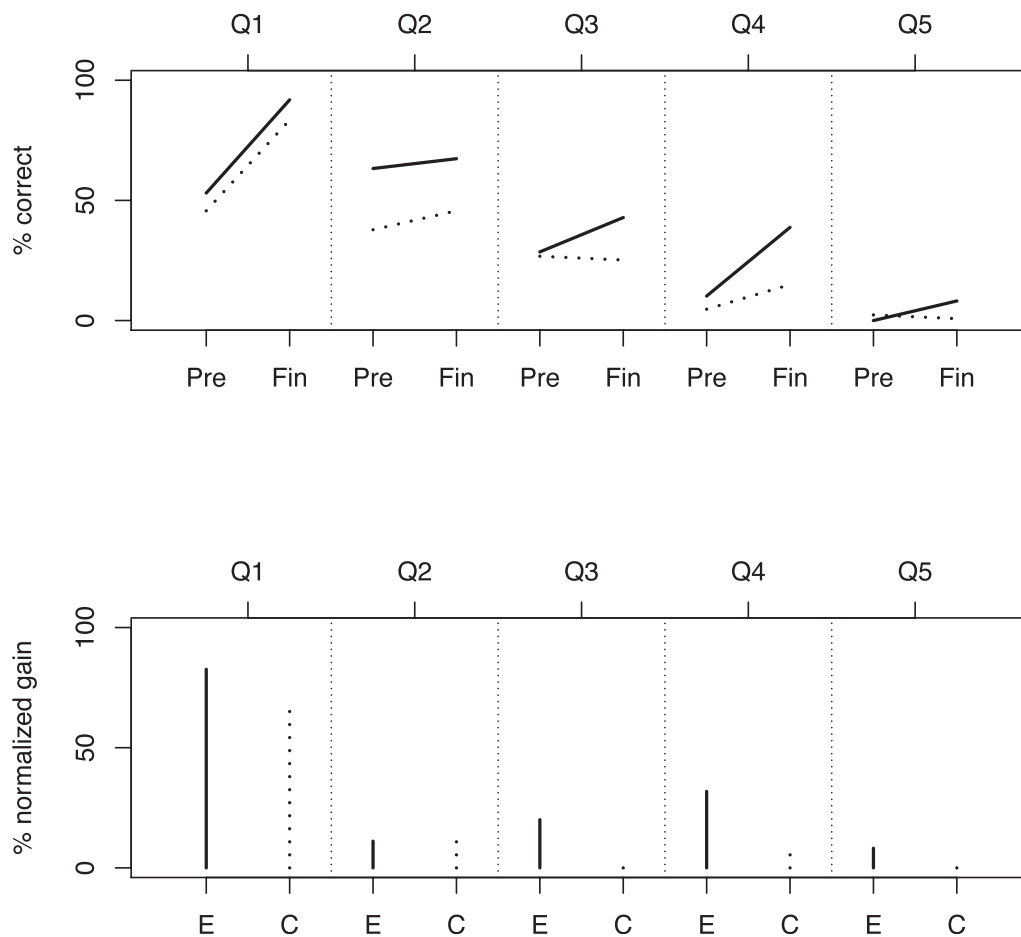 Q1 Q2 Q3 Q4 Q5
100
50
0
% correct
Pre Fin Pre Fin Pre Fin Pre Fin Pre Fin
Q1 Q2 Q3 Q4 Q5
100
50
0
% normalized gain
E C E C E C E C E C